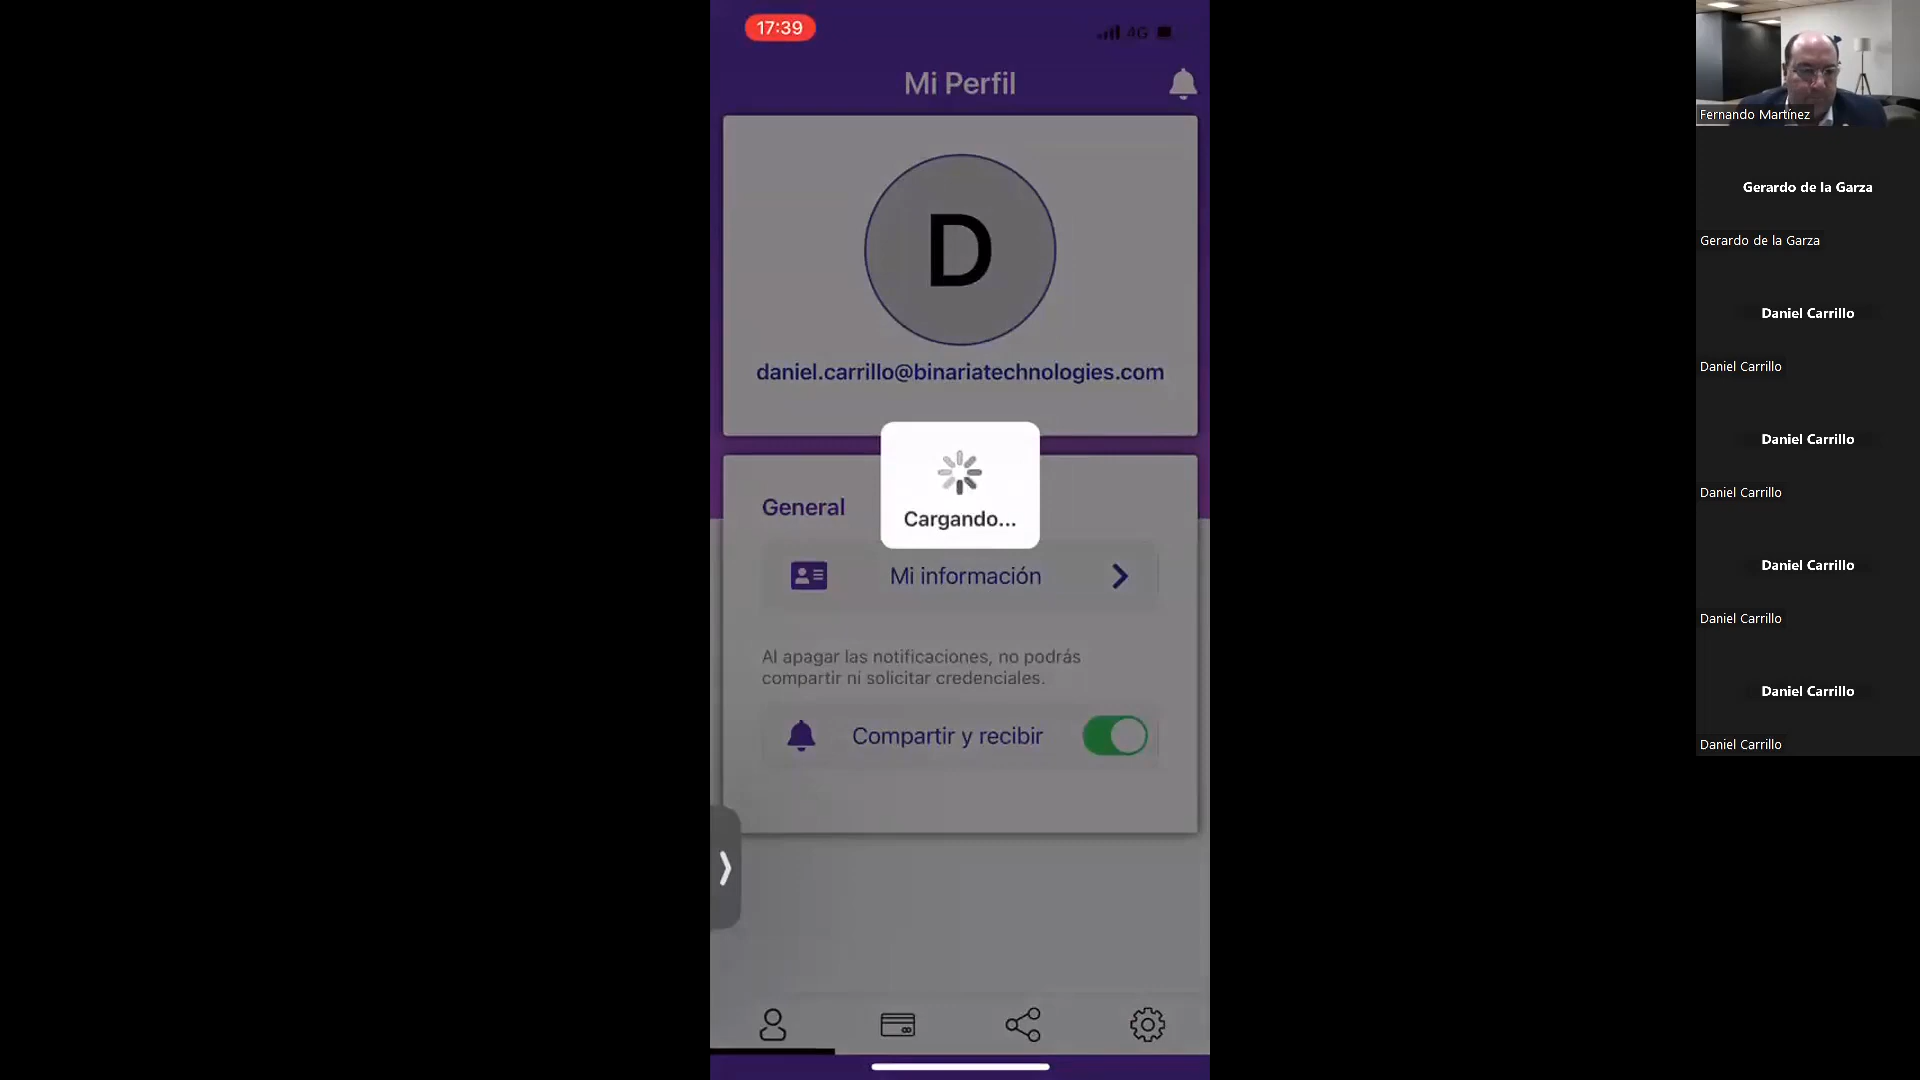 17:39
4G
Mi Perfil
D
daniel.carrillo@binariatechnologies.com
Cargando...
General
Mi información
Al apagar las notificaciones, no podrás
compartir ni solicitar credenciales.
Compartir y recibir
Fernando Martínez
Gerardo de la Garza
Gerardo de la Garza
Daniel Carrillo
Daniel Carrillo
Daniel Carrillo
Daniel Carrillo
Daniel Carrillo
Daniel Carrillo
Daniel Carrillo
Daniel Carrillo